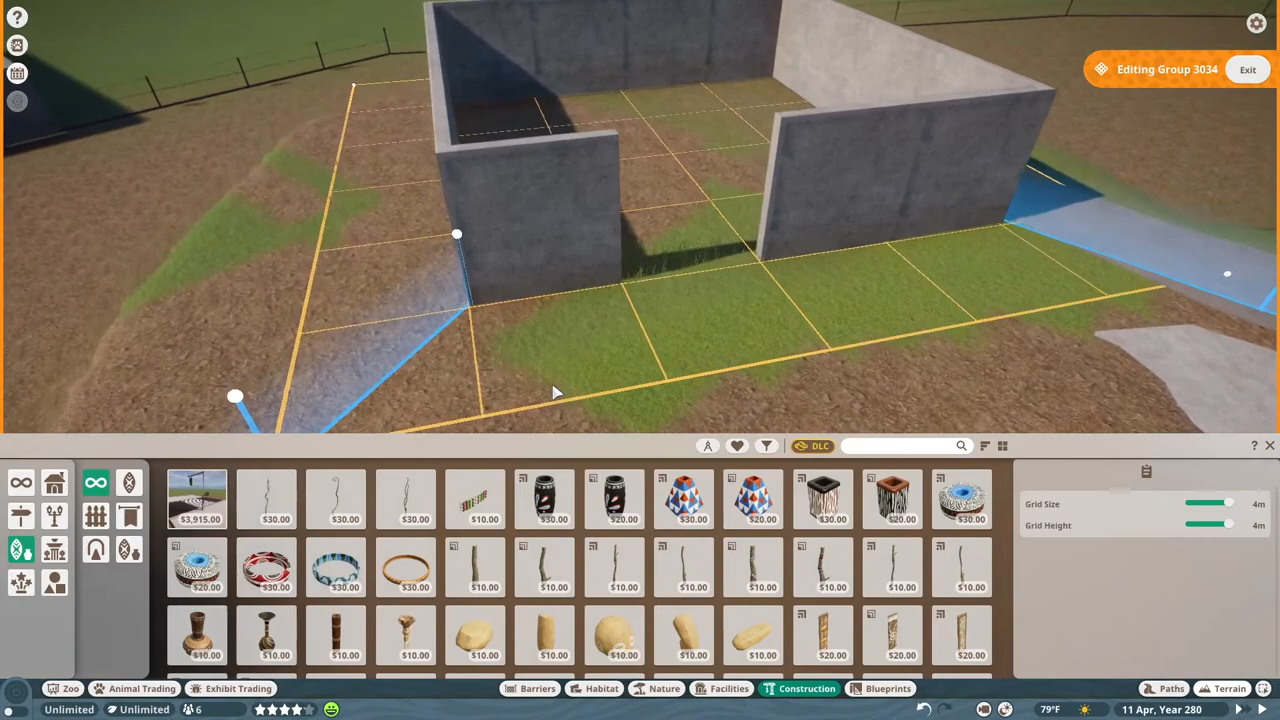 ?
Editing Group 3034
Exit
DLC
? ×
$3,915.00 $30.00 $30.00 $30.00 $10.00 $30.00 $20.00 $30.00 $20.00 $30.00 $20.00 $30.00
Grid Size 4m
Grid Height 4m
$20.00 $30.00 $30.00 $30.00 $10.00 $10.00 $10.00 $10.00 $10.00 $10.00 $10.00 $10.00
$10.00 $10.00 $10.00 $10.00 $10.00 $10.00 $10.00 $10.00 $10.00 $20.00 $20.00 $20.00
Zoo Animal Trading Exhibit Trading Barriers Habitat Nature Facilities Construction Blueprints Paths Terrain
Unlimited Unlimited 6 79°F 11 Apr, Year 280